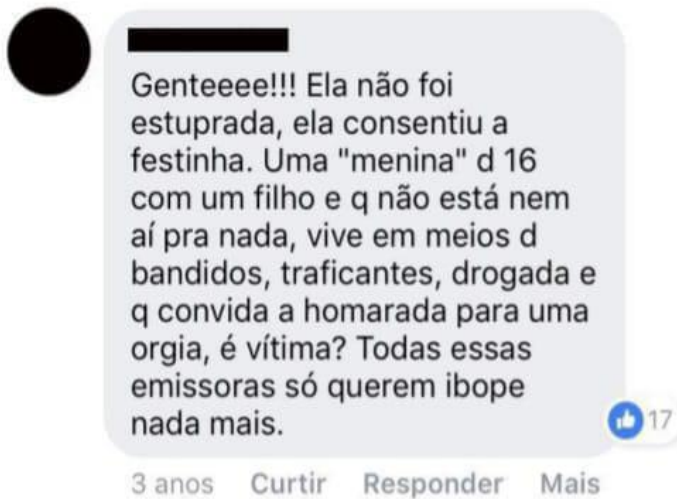 Genteeee!!! Ela não foi
estuprada, ela consentiu a
festinha. Uma "menina" d 16
com um filho e q não está nem
aí pra nada, vive em meios d
bandidos, traficantes, drogada e
q convida a homarada para uma
orgia, é vítima? Todas essas
emissoras só querem ibope
nada mais.
17
3 anos Curtir Responder Mais